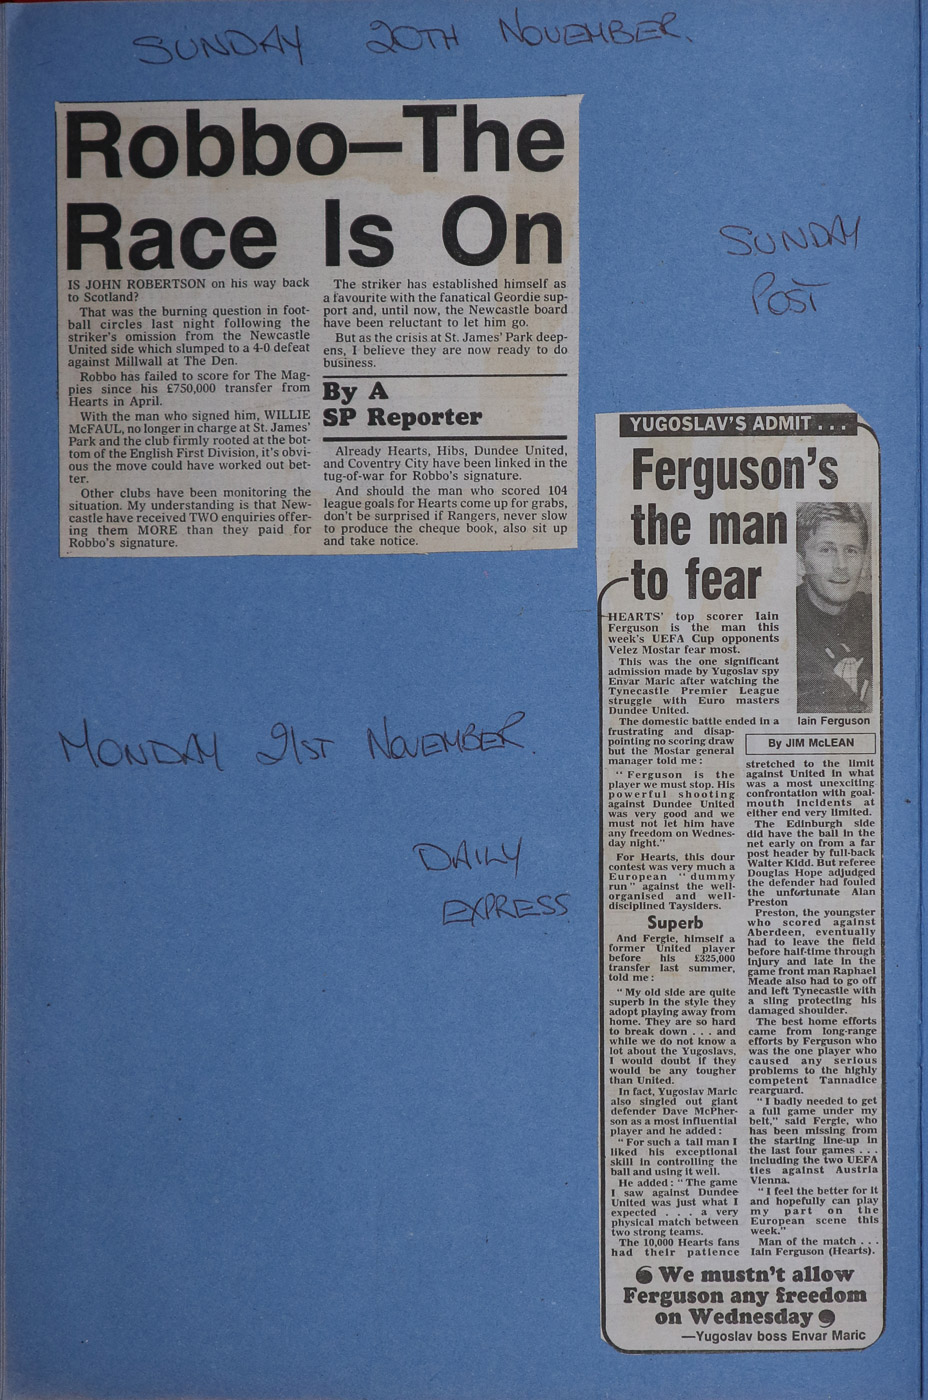 SUNDAY 20TH NOVEMBER.
Robbo—The
Race Is On
IS JOHN ROBERTSON on his way back
to Scotland?
That was the burning question in foot-
ball circles last night following the
striker's omission from the Newcastle
United side which slumped to a 4-0 defeat
against Millwall at The Den.
Robbo has failed to score for The Mag-
pies since his £750,000 transfer from
Hearts in April.
With the man who signed him, WILLIE
McFAUL, no longer in charge at St. James'
Park and the club firmly rooted at the bot-
tom of the English First Division, it's obvi-
ous the move could have worked out bet-
ter.
Other clubs have been monitoring the
situation. My understanding is that New-
castle have received TWO enquiries offer-
ing them MORE than they paid for
Robbo's signature.
The striker has established himself as
a favourite with the fanatical Geordie sup-
port and, until now, the Newcastle board
have been reluctant to let him go.
But as the crisis at St. James' Park deep-
ens, I believe they are now ready to do
business.
By A
SP Reporter
Already Hearts, Hibs, Dundee United,
and Coventry City have been linked in the
tug-of-war for Robbo's signature.
And should the man who scored 104
league goals for Hearts come up for grabs,
don't be surprised if Rangers, never slow
to produce the cheque book, also sit up
and take notice.
SUNDAY
POST
MONDAY 21ST NOVEMBER.
DAILY
EXPRESS
YUGOSLAV'S ADMIT . . .
Ferguson's
the man
to fear
HEARTS' top scorer Iain
Ferguson is the man this
week's UEFA Cup opponents
Velez Mostar fear most.
This was the one significant
admission made by Yugoslav spy
Envar Maric after watching the
Tynecastle Premier League
struggle with Euro masters
Dundee United.
The domestic battle ended in a
frustrating and disap-
pointing no scoring draw
but the Mostar general
manager told me :
" Ferguson is the
player we must stop. His
powerful shooting
against Dundee United
was very good and we
must not let him have
any freedom on Wednes-
day night."
For Hearts, this dour
contest was very much a
European " dummy
run " against the well-
organised and well-
disciplined Taysiders.
Superb
And Fergie, himself a
former United player
before his £325,000
transfer last summer,
told me :
" My old side are quite
superb in the style they
adopt playing away from
home. They are so hard
to break down . . . and
while we do not know a
lot about the Yugoslavs,
I would doubt if they
would be any tougher
than United.
In fact, Yugoslav Maric
also singled out giant
defender Dave McPher-
son as a most influential
player and he added :
" For such a tall man I
liked his exceptional
skill in controlling the
ball and using it well.
He added : " The game
I saw against Dundee
United was just what I
expected . . . a very
physical match between
two strong teams.
The 10,000 Hearts fans
had their patience
Iain Ferguson
By JIM McLEAN
stretched to the limit
against United in what
was a most unexciting
confrontation with goal-
mouth incidents at
either end very limited.
The Edinburgh side
did have the ball in the
net early on from a far
post header by full-back
Walter Kidd. But referee
Douglas Hope adjudged
the defender had fouled
the unfortunate Alan
Preston
Preston, the youngster
who scored against
Aberdeen, eventually
had to leave the field
before half-time through
injury and late in the
game front man Raphael
Meade also had to go off
and left Tynecastle with
a sling protecting his
damaged shoulder.
The best home efforts
came from long-range
efforts by Ferguson who
was the one player who
caused any serious
problems to the highly
competent Tannadice
rearguard.
" I badly needed to get
a full game under my
belt," said Fergie, who
has been missing from
the starting line-up in
the last four games . . .
including the two UEFA
ties against Austria
Vienna.
" I feel the better for it
and hopefully can play
my part on the
European scene this
week."
Man of the match . . .
Iain Ferguson (Hearts).
We mustn't allow
Ferguson any freedom
on Wednesday
—Yugoslav boss Envar Maric